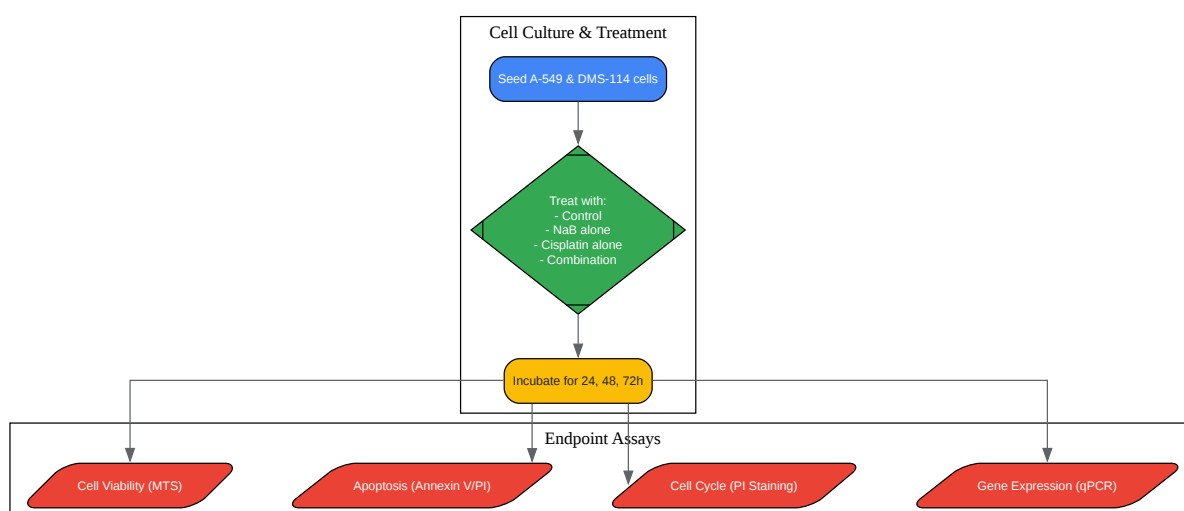 Cell Culture & Treatment
Seed A-549 & DMS-114 cells
Treat with:
- Control
- NaB alone
- Cisplatin alone
- Combination
Incubate for 24, 48, 72h
Endpoint Assays
Cell Viability (MTS)
Apoptosis (Annexin V/PI)
Cell Cycle (PI Staining)
Gene Expression (qPCR)